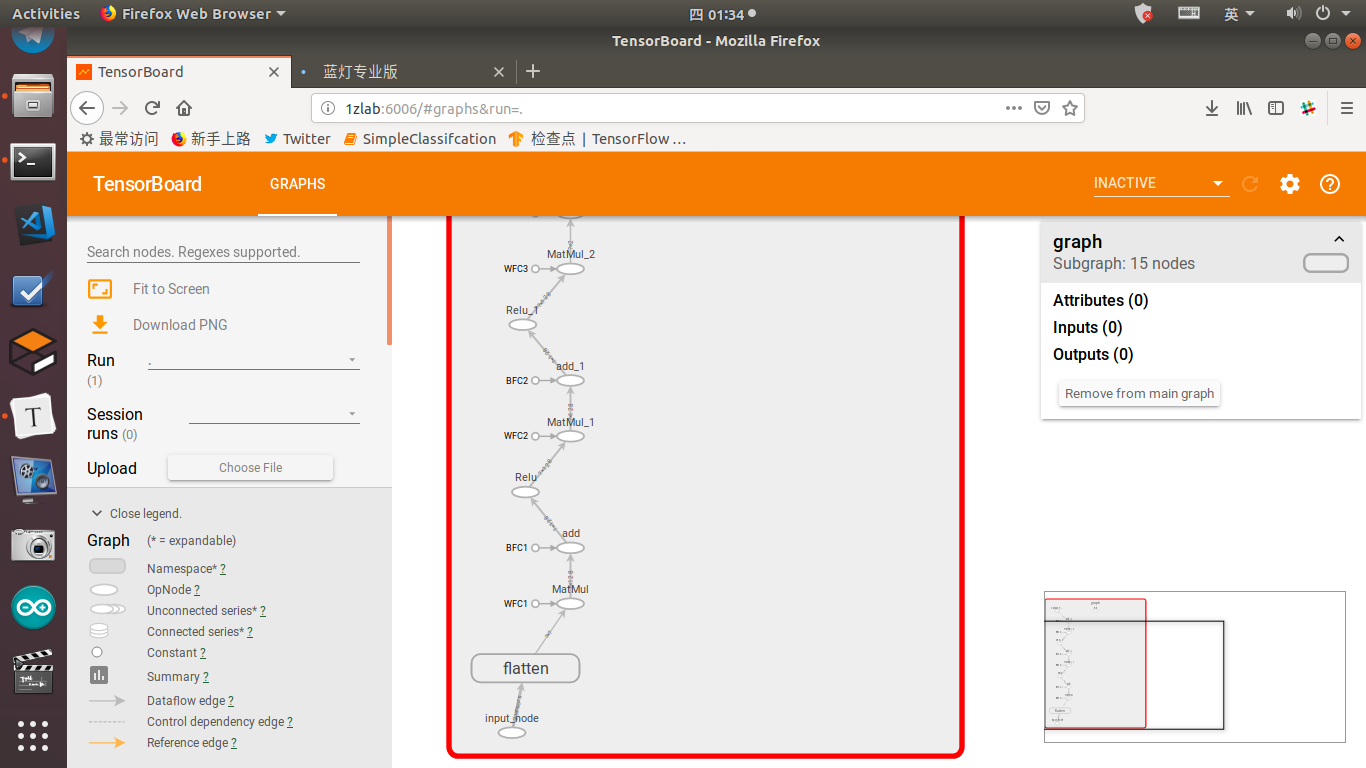 Activities
Firefox Web Browser
四 01:34
英
TensorBoard - Mozilla Firefox
TensorBoard
蓝灯专业版
1zlab:6006/#graphs&run=.
最常访问
新手上路
Twitter
SimpleClassifcation
检查点 | TensorFlow …
TensorBoard
GRAPHS
INACTIVE
Search nodes. Regexes supported.
Fit to Screen
Download PNG
Run
(1)
.
Session
runs (0)
Upload
Choose File
Close legend.
Graph
(* = expandable)
Namespace* ?
OpNode ?
Unconnected series* ?
Connected series* ?
Constant ?
Summary ?
Dataflow edge ?
Control dependency edge ?
Reference edge ?
MatMul_2
WFC3
Relu_1
add_1
BFC2
MatMul_1
WFC2
Relu
add
BFC1
MatMul
WFC1
flatten
input_node
graph
Subgraph: 15 nodes
Attributes (0)
Inputs (0)
Outputs (0)
Remove from main graph